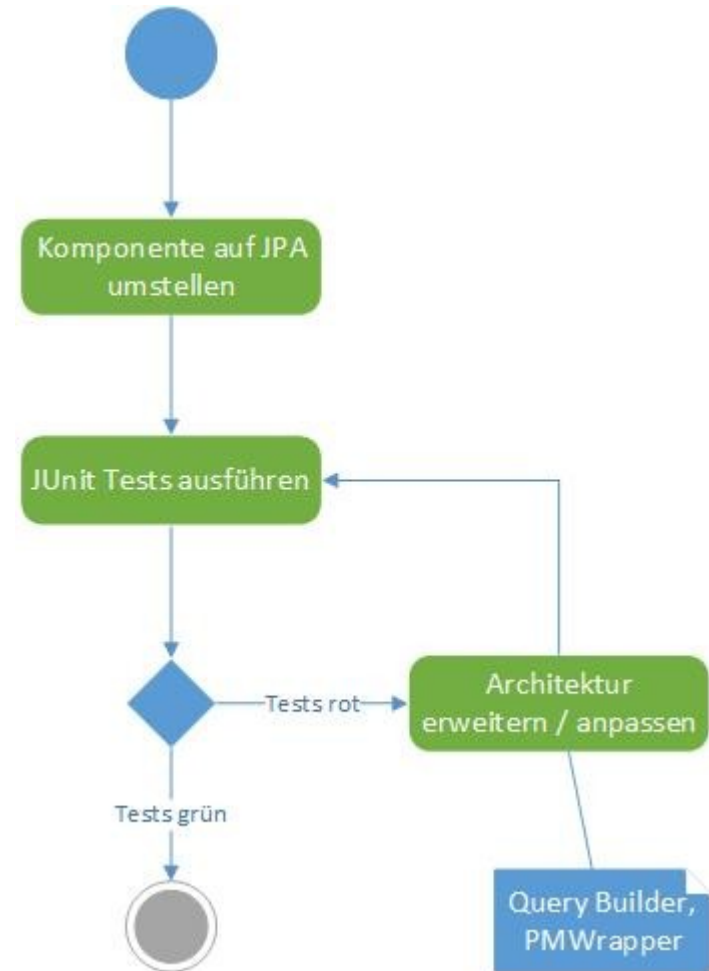 Komponente auf JPA
umstellen
JUnit Tests ausführen
Tests rot
Architektur
erweitern / anpassen
Tests grün
Query Builder,
PMWrapper